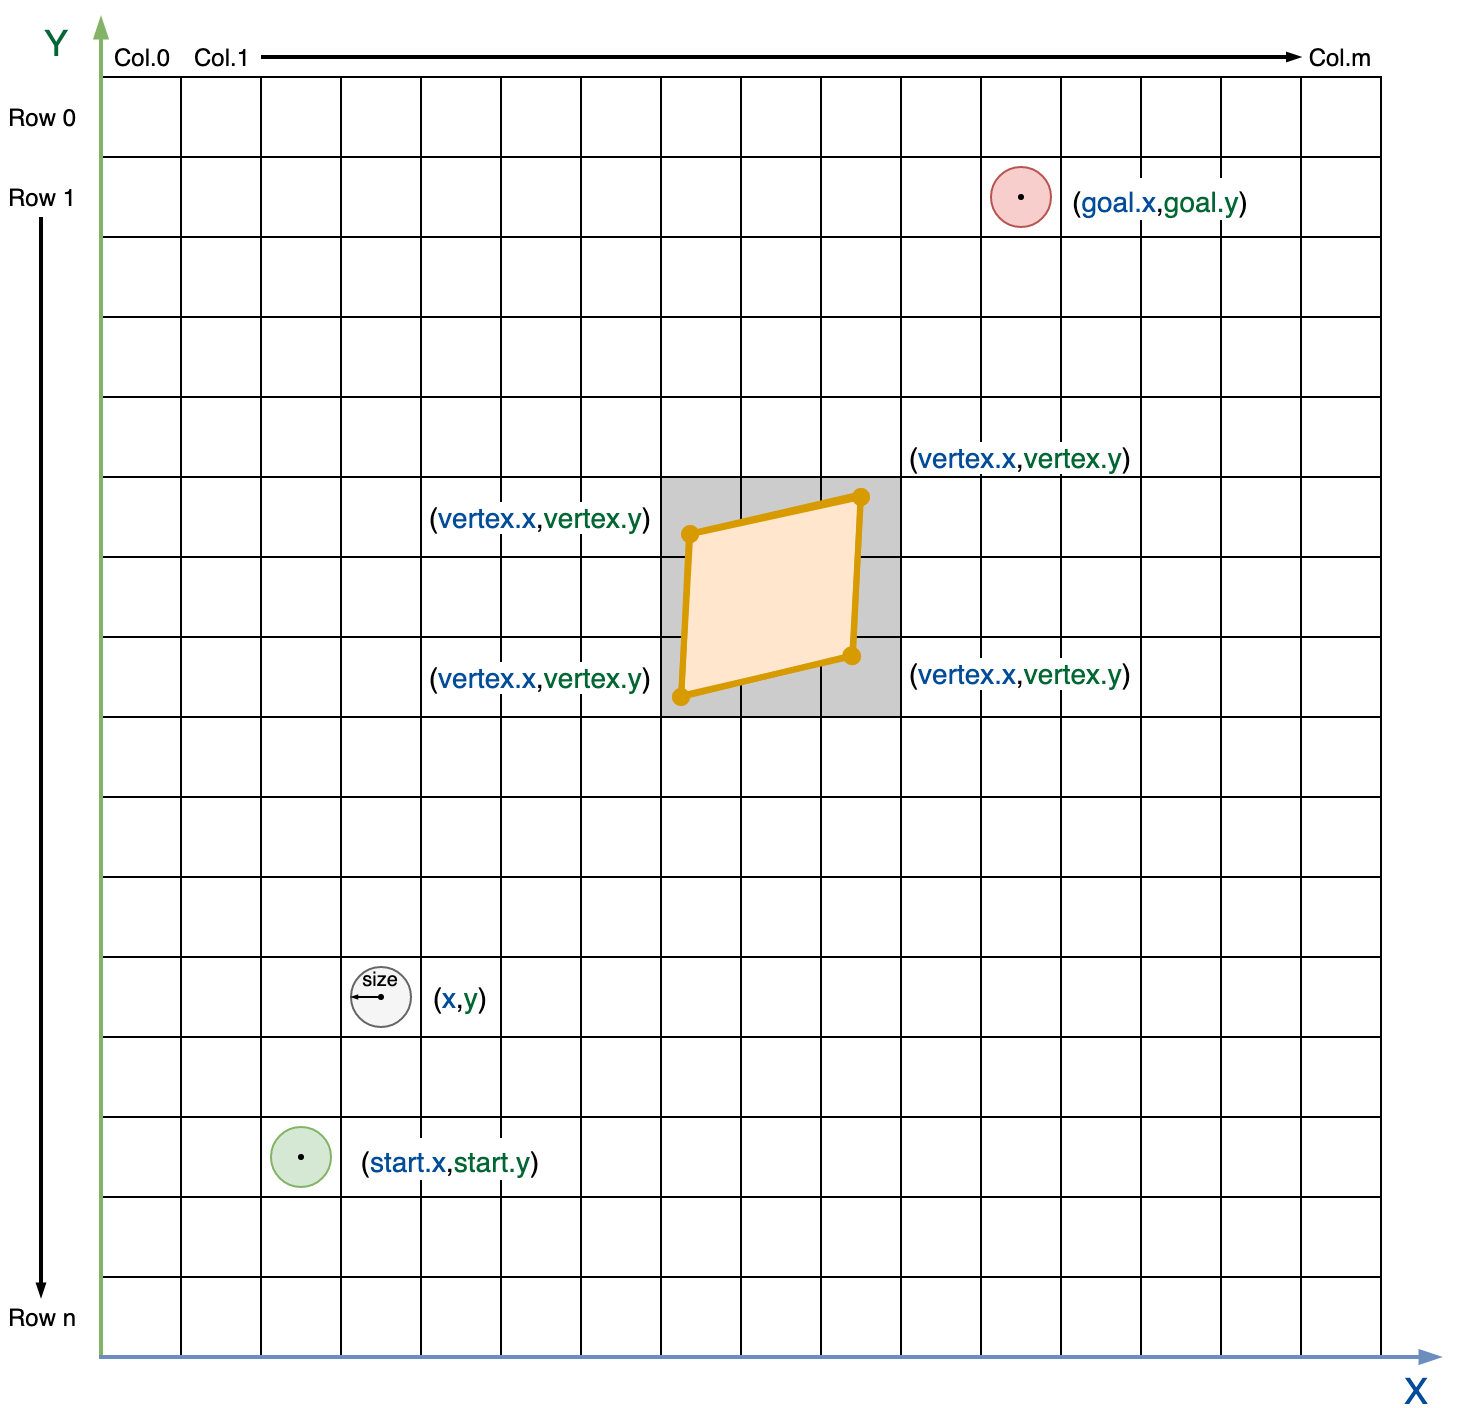 Y
Col.0
Col.1
Col.m
Row 0
Row 1
(goal.x,goal.y)
(vertex.x,vertex.y)
(vertex.x,vertex.y)
(vertex.x,vertex.y)
(vertex.x,vertex.y)
size
(x,y)
(start.x,start.y)
Row n
X